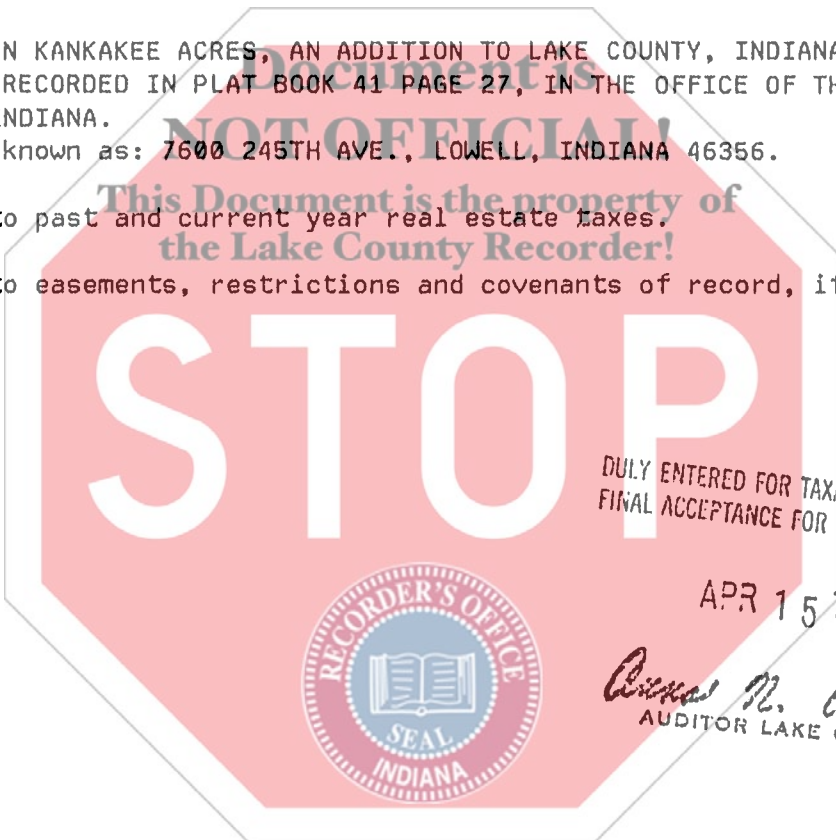 N KANKAKEE ACRES, AN ADDITION TO LAKE COUNTY, INDIANA
Document is
RECORDED IN PLAT BOOK 41 PAGE 27, IN THE OFFICE OF TH
NDIANA.
NOT OFFICIAL!
known as: 7600 245TH AVE., LOWELL, INDIANA 46356.
This Document is the property of
to past and current year real estate taxes.
the Lake County Recorder!
to easements, restrictions and covenants of record, if
STOP
DULY ENTERED FOR TAXA
FINAL ACCEPTANCE FOR
APR 15
RECORDER'S OFFICE
SEAL
INDIANA
N.
AUDITOR LAKE